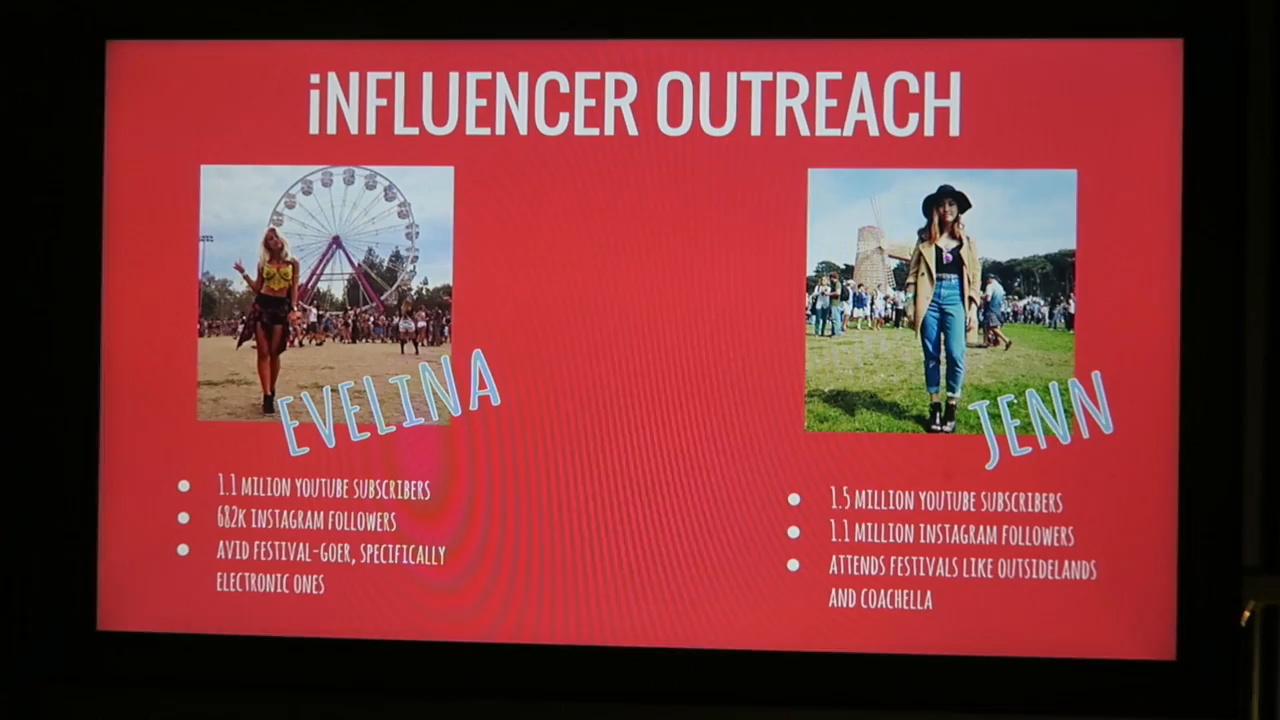 iNFLUENCER OUTREACH
EVELiNA
1.1 MILION YOUTUBE SUBSCRIBERS
682K INSTAGRAM FOLLOWERS
AVID FESTIVAL-GOER, SPECIFICALLY
ELECTRONIC ONES
JENN
1.5 MILLION YOUTUBE SUBSCRIBERS
1.1 MILLION INSTAGRAM FOLLOWERS
ATTENDS FESTIVALS LIKE OUTSIDELANDS
AND COACHELLA